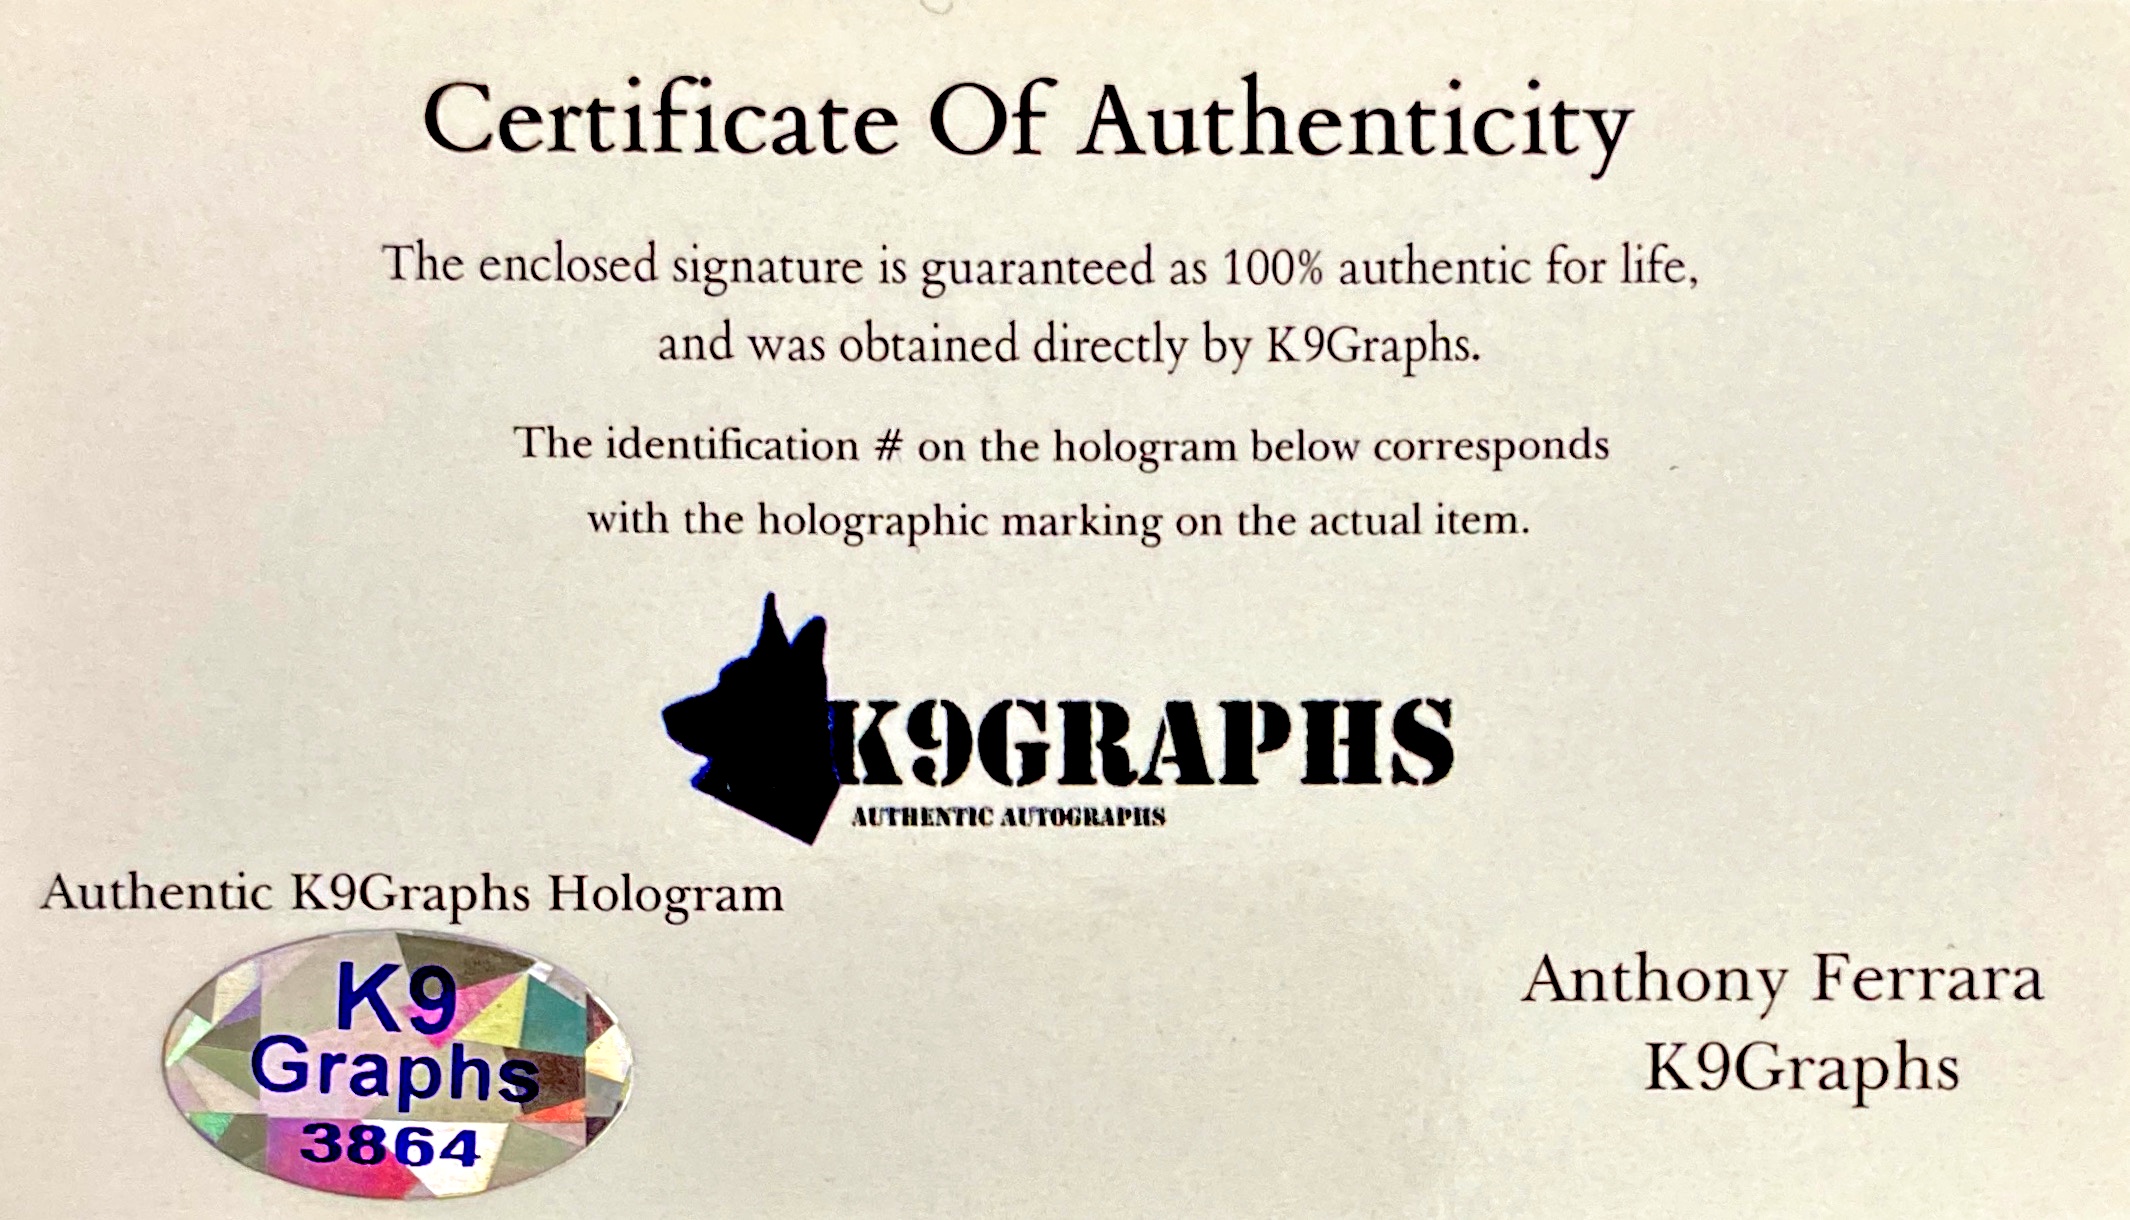 Certificate Of Authenticity
The enclosed signature is guaranteed as 100% authentic for life,
and was obtained directly by K9Graphs.
The identification # on the hologram below corresponds
with the holographic marking on the actual item.
K9GRAPHS
AUTHENTIC AUTOGRAPHS
Authentic K9Graphs Hologram
K9
Graphs
3864
Anthony Ferrara
K9Graphs